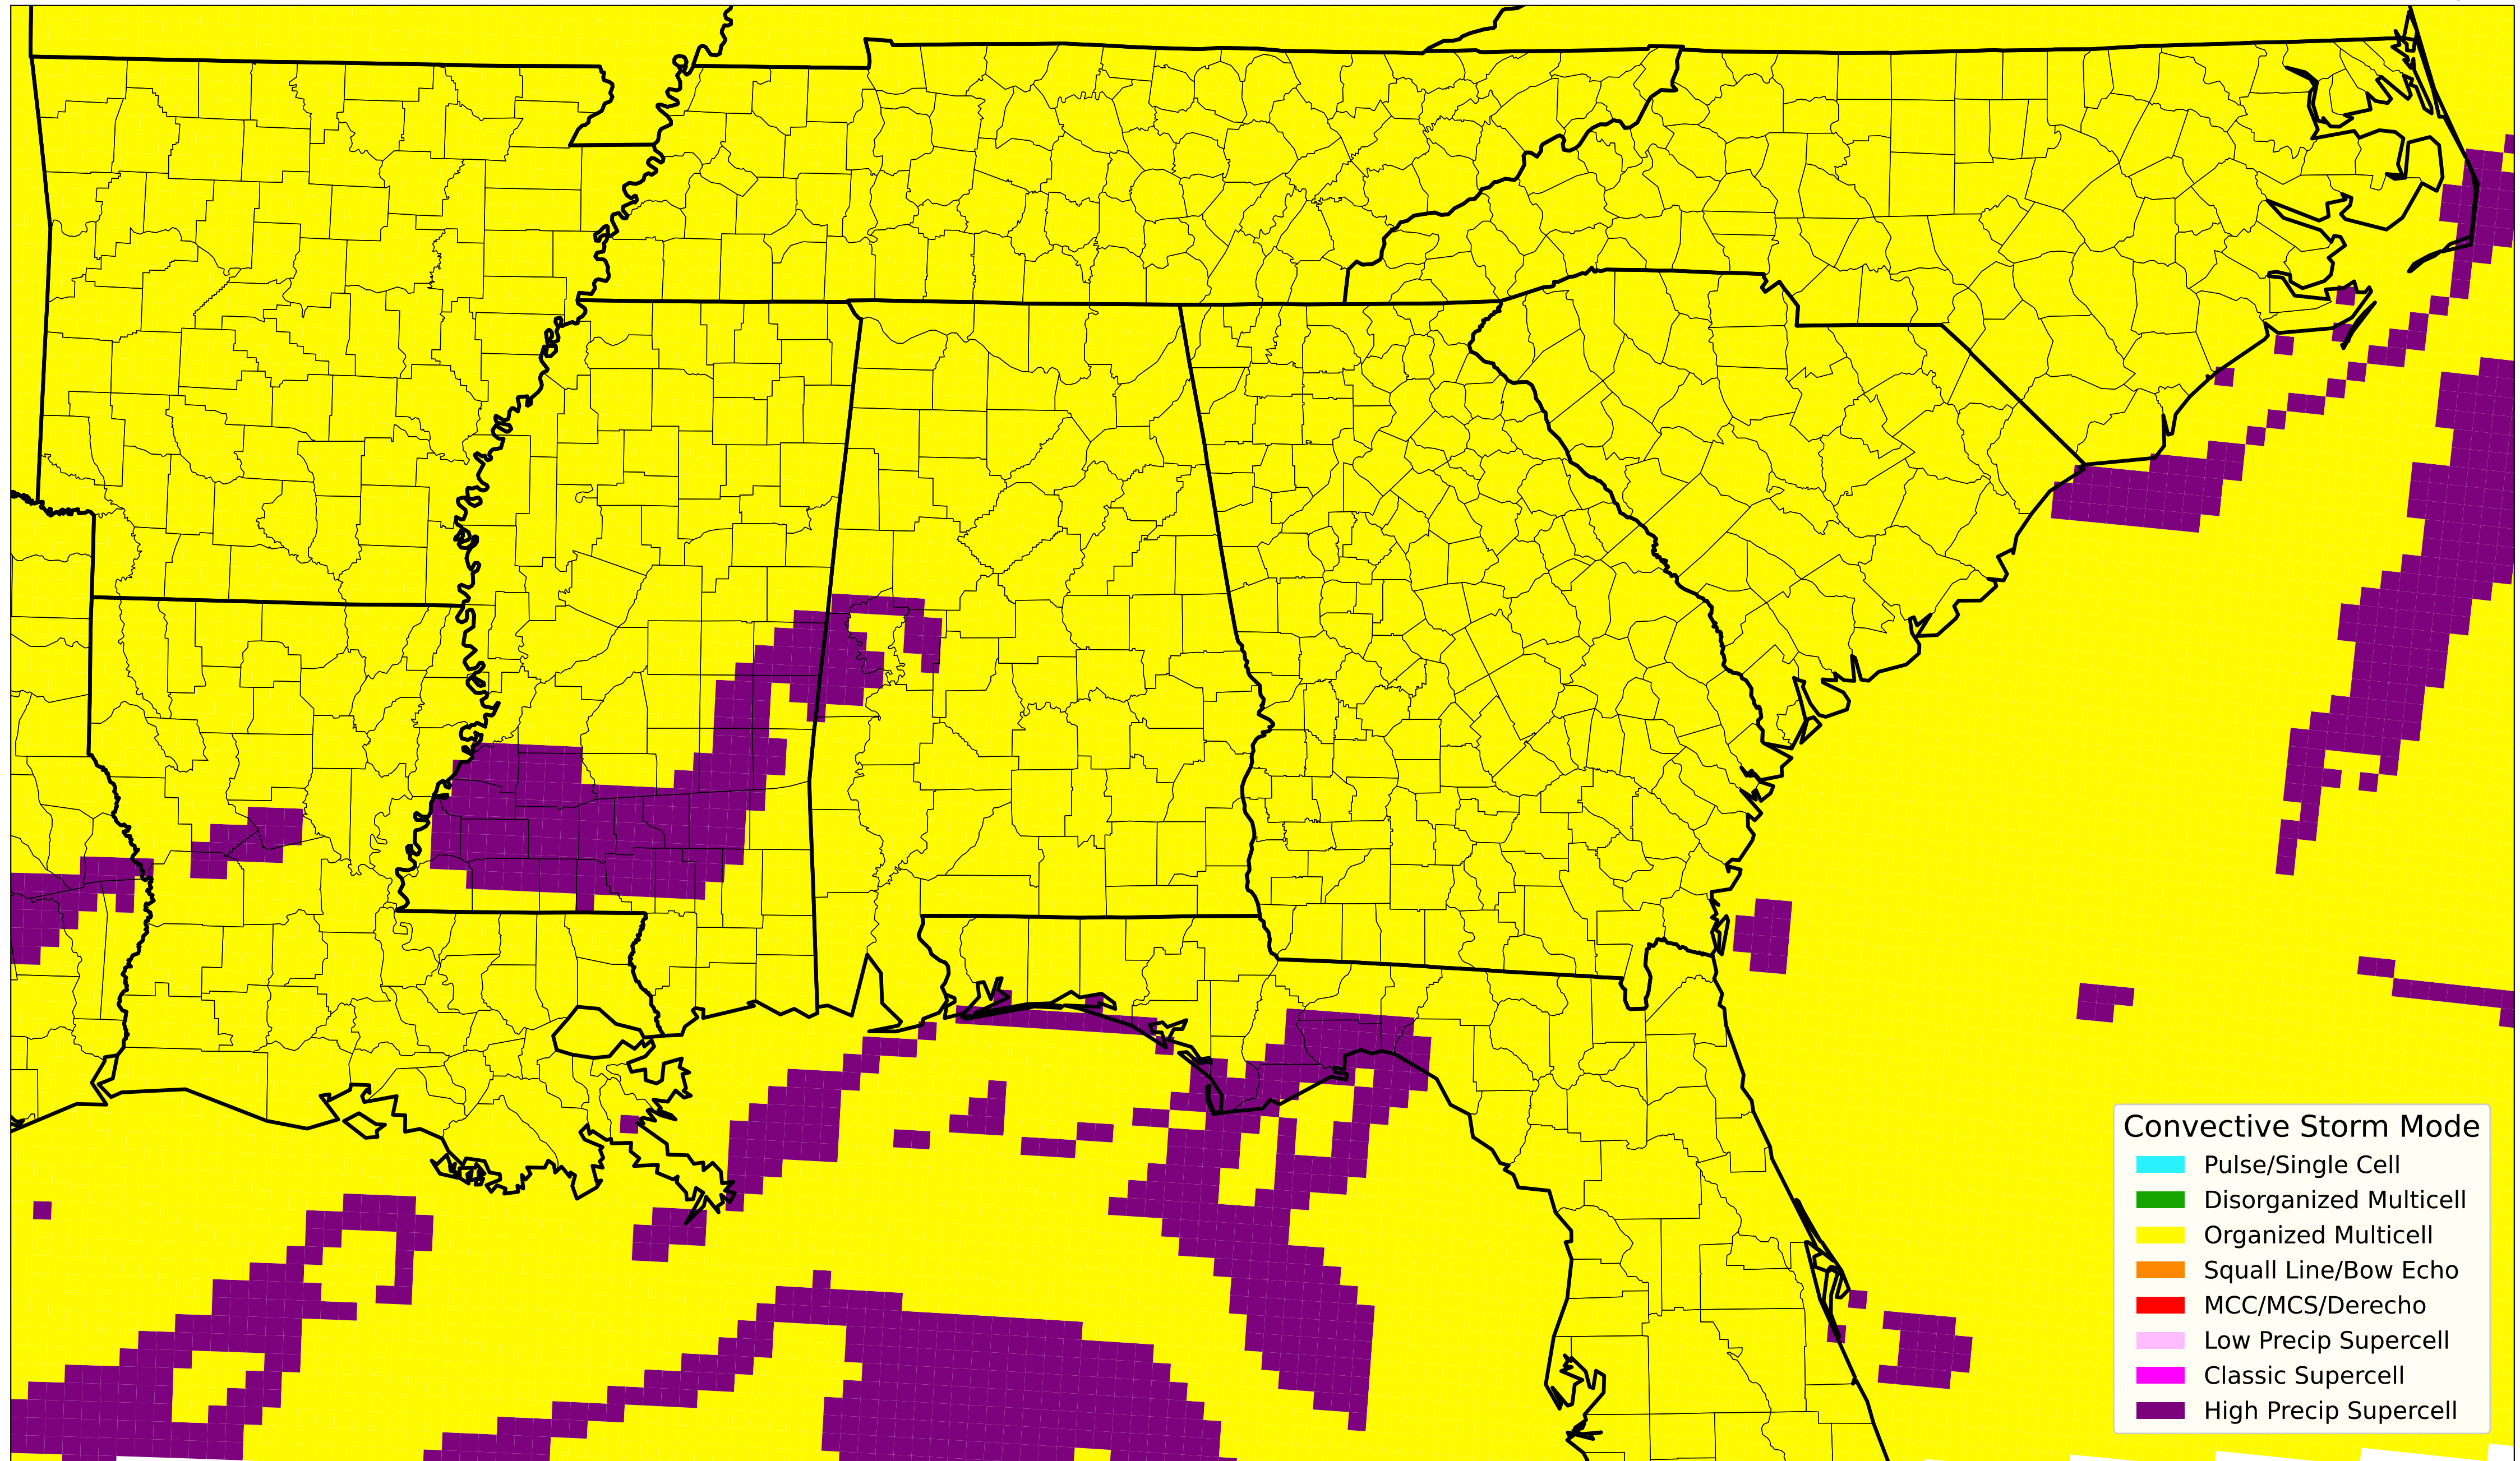 Convective Storm Mode
Pulse/Single Cell
Disorganized Multicell
Organized Multicell
Squall Line/Bow Echo
MCC/MCS/Derecho
Low Precip Supercell
Classic Supercell
High Precip Supercell